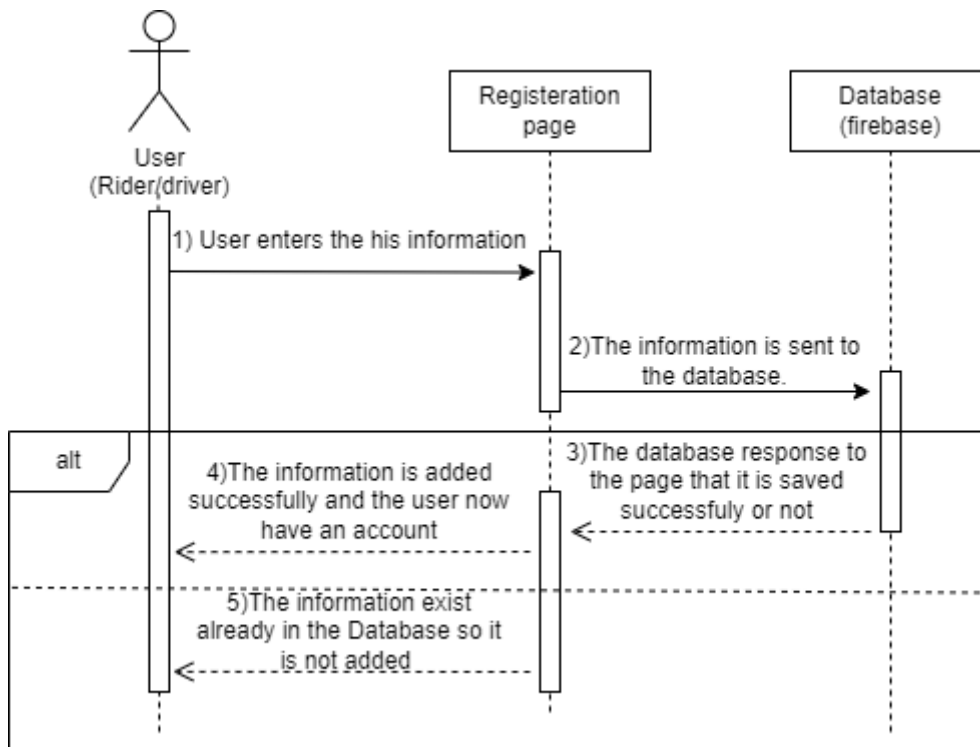 User
(Rider/driver)
Registeration
page
Database
(firebase)
1) User enters the his information
2)The information is sent to
the database.
alt
3)The database response to
the page that it is saved
successfuly or not
4)The information is added
successfully and the user now
have an account
5)The information exist
already in the Database so it
is not added